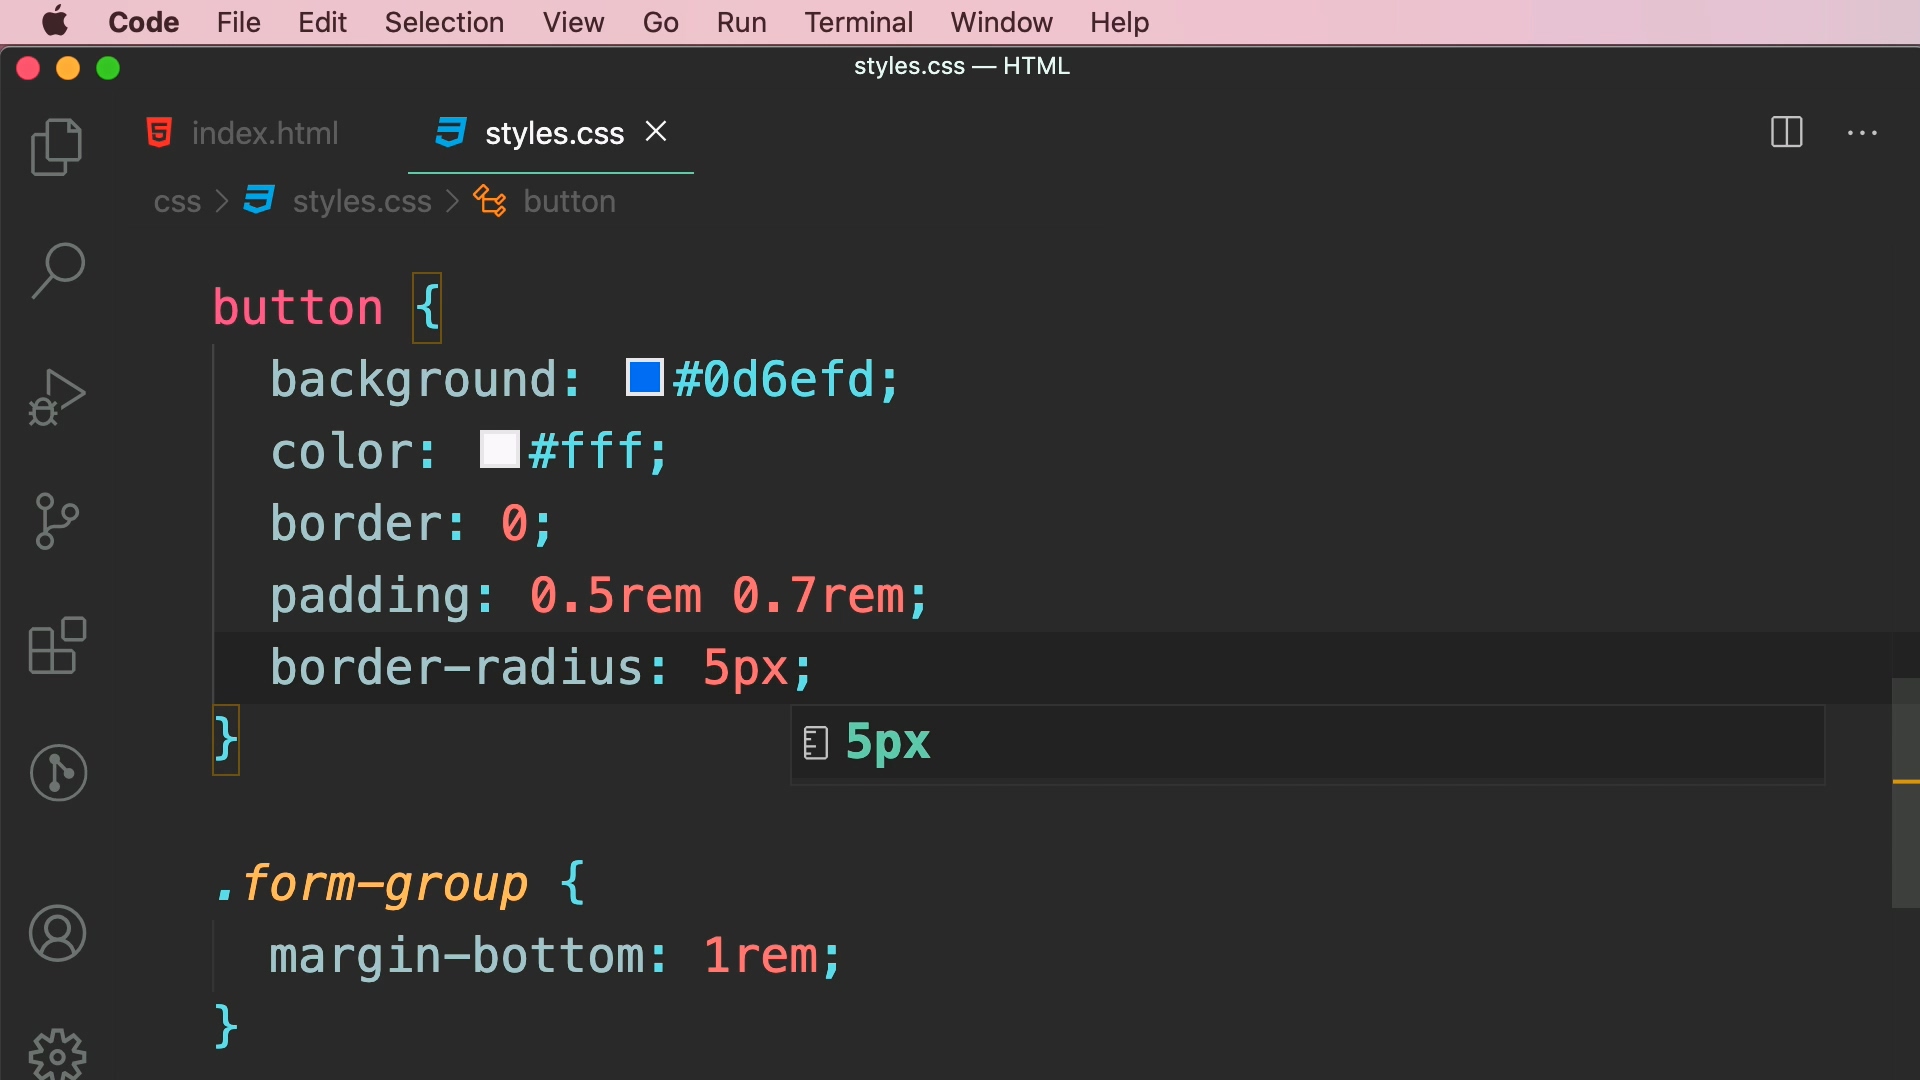 Code File Edit Selection View Go Run Terminal Window Help
styles.css — HTML
index.html styles.css
css > styles.css > button
button {
background: #0d6efd;
color: #fff;
border: 0;
padding: 0.5rem 0.7rem;
border-radius: 5px;
}
5px
.form-group {
margin-bottom: 1rem;
}